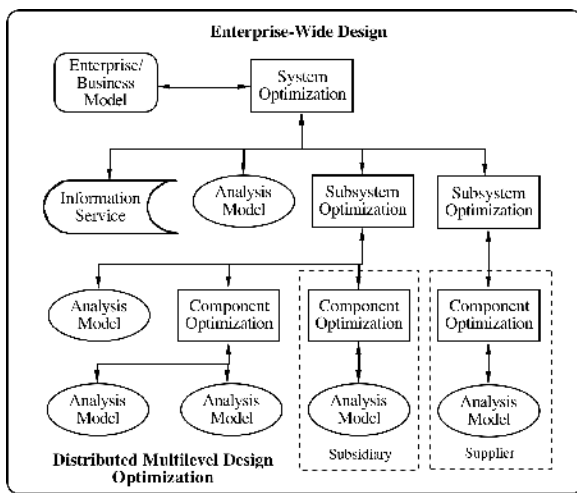 Enterprise-Wide Design
Enterprise/
Business
Model
System
Optimization
Information
Service
Analysis
Model
Subsystem
Optimization
Subsystem
Optimization
Analysis
Model
Component
Optimization
Component
Optimization
Component
Optimization
Analysis
Model
Analysis
Model
Analysis
Model
Analysis
Model
Distributed Multilevel Design
Optimization
Subsidiary
Supplier